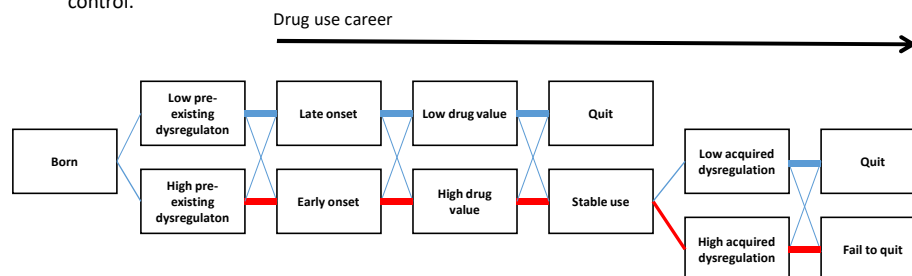 control.
Drug use career
Low pre-
existing
dysregulaton
Late onset
Low drug value
Quit
Born
Low acquired
dysregulation
Quit
High pre-
existing
dysregulaton
Early onset
High drug
value
Stable use
High acquired
dysregulation
Fail to quit